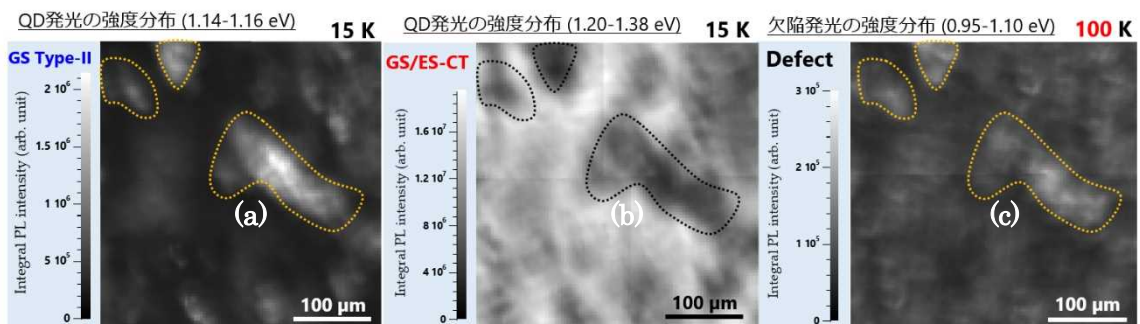 QD発光の強度分布 (1.14-1.16 eV)
15 K
GS Type-II
Integral PL intensity (arb. unit)
2 10⁶
1.5 10⁶
1 10⁶
5 10⁵
0
(a)
100 μm
QD発光の強度分布 (1.20-1.38 eV)
15 K
GS/ES-CT
Integral PL intensity (arb. unit)
1.6 10⁷
1.2 10⁷
8 10⁶
4 10⁶
(b)
100 μm
欠陥発光の強度分布 (0.95-1.10 eV)
100 K
Defect
Integral PL intensity (arb. unit)
3 10⁵
2 10⁵
1 10⁵
0
(c)
100 μm